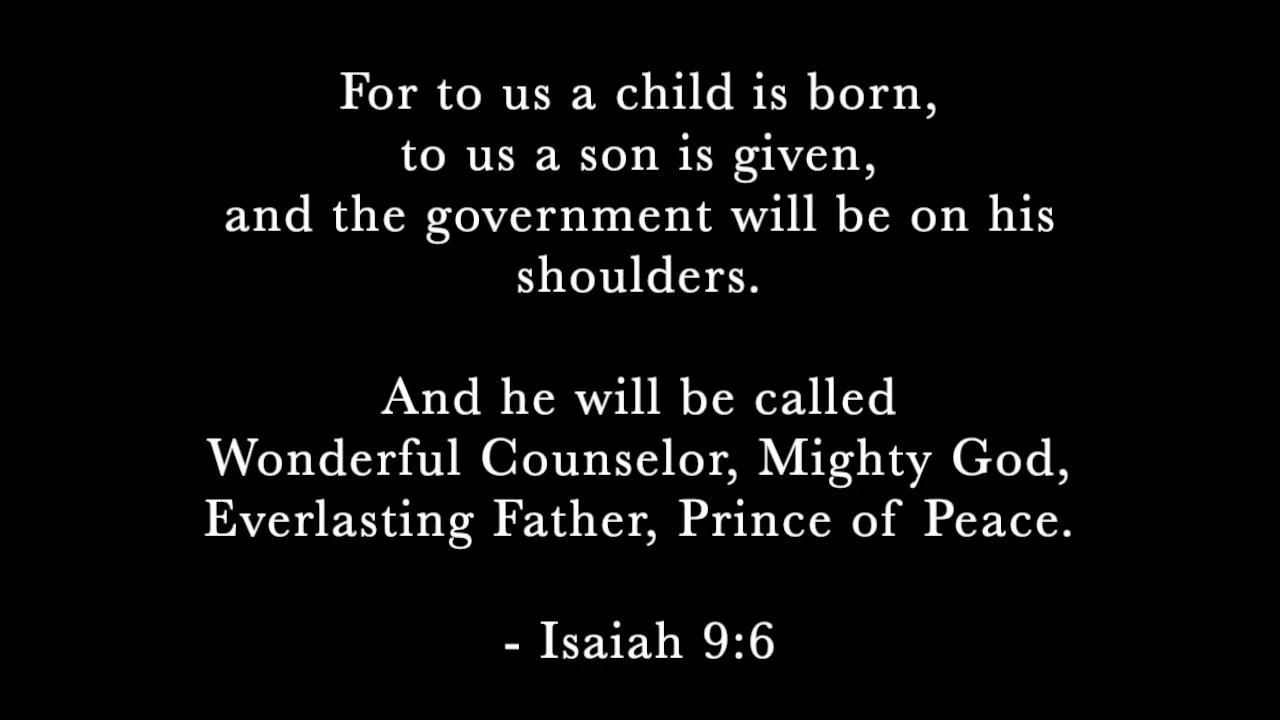 For to us a child is born,
to us a son is given,
and the government will be on his
shoulders.
And he will be called
Wonderful Counselor, Mighty God,
Everlasting Father, Prince of Peace.
- Isaiah 9:6